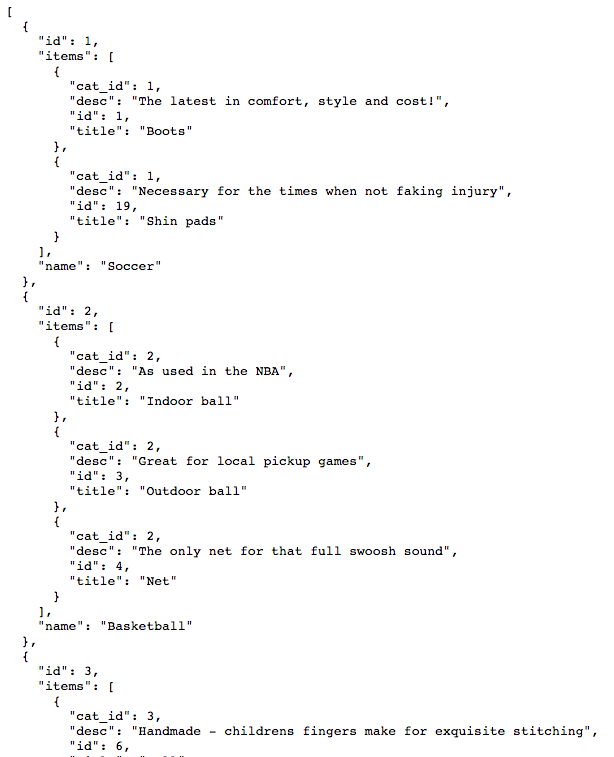 [
  {
    "id": 1,
    "items": [
      {
        "cat_id": 1,
        "desc": "The latest in comfort, style and cost!",
        "id": 1,
        "title": "Boots"
      },
      {
        "cat_id": 1,
        "desc": "Necessary for the times when not faking injury",
        "id": 19,
        "title": "Shin pads"
      }
    ],
    "name": "Soccer"
  },
  {
    "id": 2,
    "items": [
      {
        "cat_id": 2,
        "desc": "As used in the NBA",
        "id": 2,
        "title": "Indoor ball"
      },
      {
        "cat_id": 2,
        "desc": "Great for local pickup games",
        "id": 3,
        "title": "Outdoor ball"
      },
      {
        "cat_id": 2,
        "desc": "The only net for that full swoosh sound",
        "id": 4,
        "title": "Net"
      }
    ],
    "name": "Basketball"
  },
  {
    "id": 3,
    "items": [
      {
        "cat_id": 3,
        "desc": "Handmade - childrens fingers make for exquisite stitching",
        "id": 6,